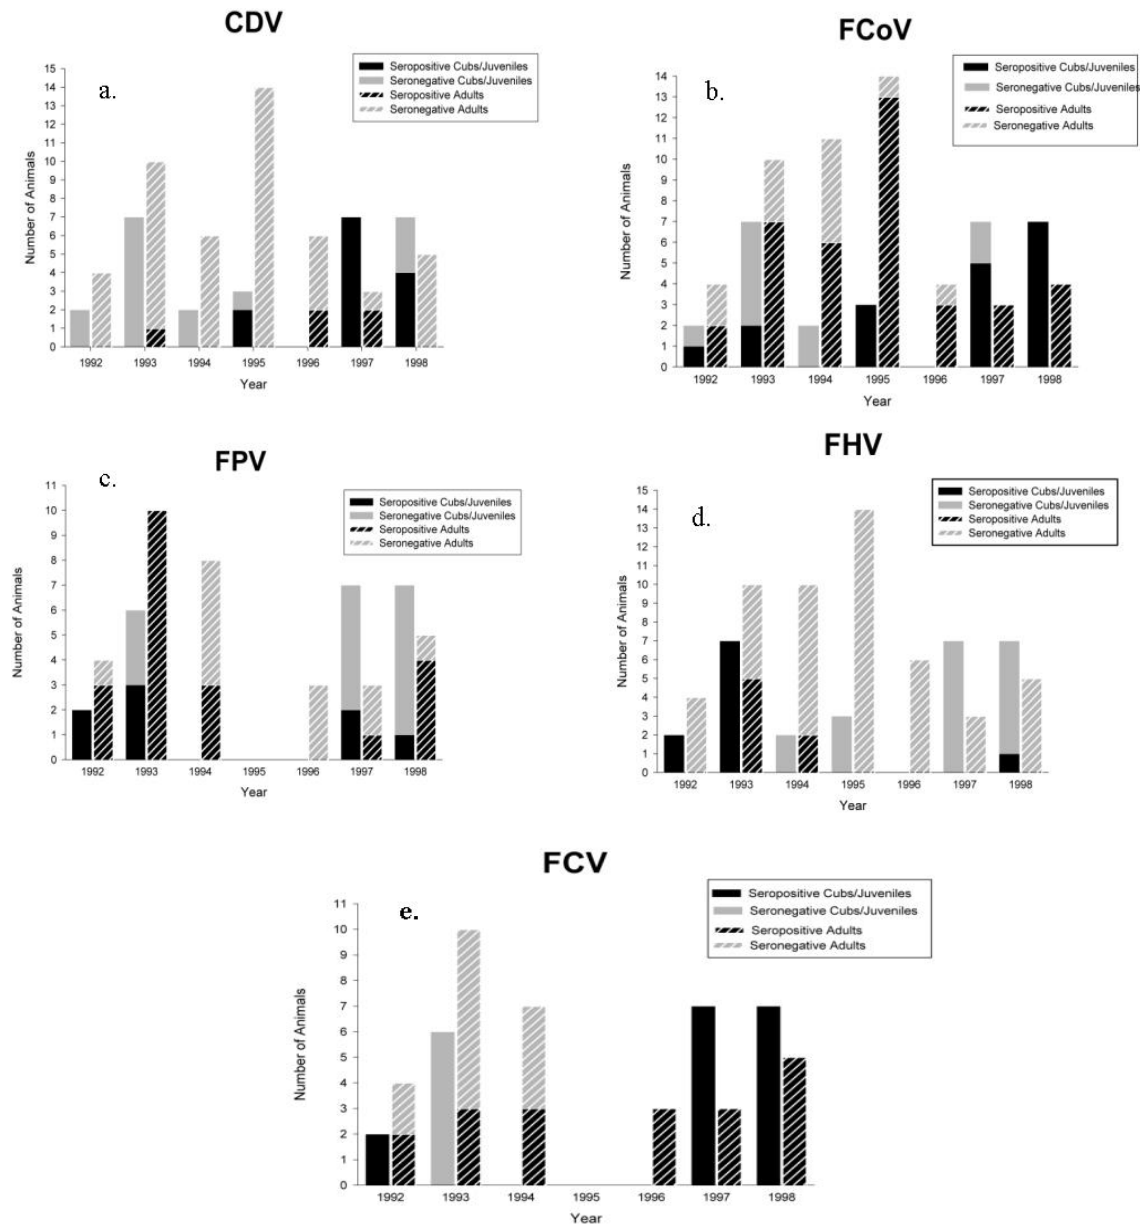 CDV
a.
Seropositive Cubs/Juveniles
Seronegative Cubs/Juveniles
Seropositive Adults
Seronegative Adults
15
14
13
12
11
10
9
8
7
6
5
4
3
2
1
0
Number of Animals
1992 1993 1994 1995 1996 1997 1998
Year
FCoV
b.
Seropositive Cubs/Juveniles
Seronegative Cubs/Juveniles
Seropositive Adults
Seronegative Adults
14
13
12
11
10
9
8
7
6
5
4
3
2
1
0
Number of Animals
1992 1993 1994 1995 1996 1997 1998
Year
FPV
c.
Seropositive Cubs/Juveniles
Seronegative Cubs/Juveniles
Seropositive Adults
Seronegative Adults
11
10
9
8
7
6
5
4
3
2
1
0
Number of Animals
1992 1993 1994 1995 1996 1997 1998
Year
FHV
d.
Seropositive Cubs/Juveniles
Seronegative Cubs/Juveniles
Seropositive Adults
Seronegative Adults
15
14
13
12
11
10
9
8
7
6
5
4
3
2
1
0
Number of Animals
1992 1993 1994 1995 1996 1997 1998
Year
FCV
e.
Seropositive Cubs/Juveniles
Seronegative Cubs/Juveniles
Seropositive Adults
Seronegative Adults
11
10
9
8
7
6
5
4
3
2
1
0
Number of Animals
1992 1993 1994 1995 1996 1997 1998
Year